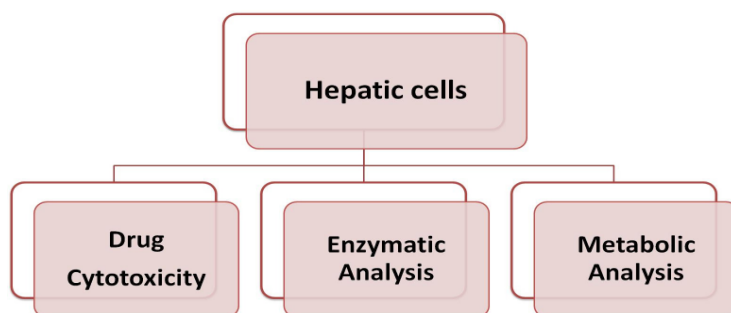 Hepatic cells
Drug
Cytotoxicity
Enzymatic
Analysis
Metabolic
Analysis